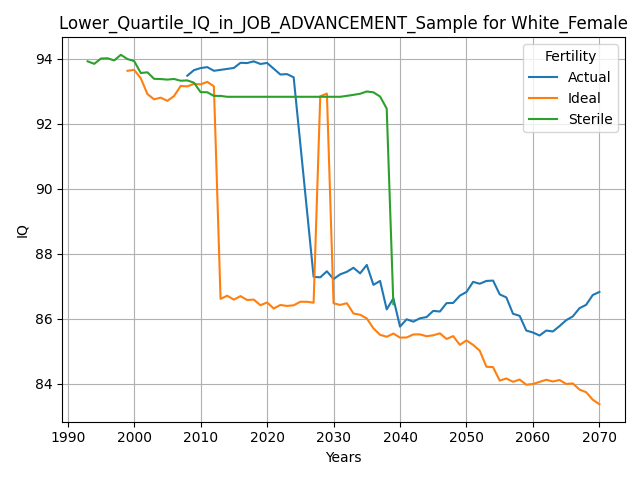 Lower_Quartile_IQ_in_JOB_ADVANCEMENT_Sample for White_Female
Fertility
Actual
Ideal
Sterile
IQ
94
92
90
88
86
84
1990 2000 2010 2020 2030 2040 2050 2060 2070
Years